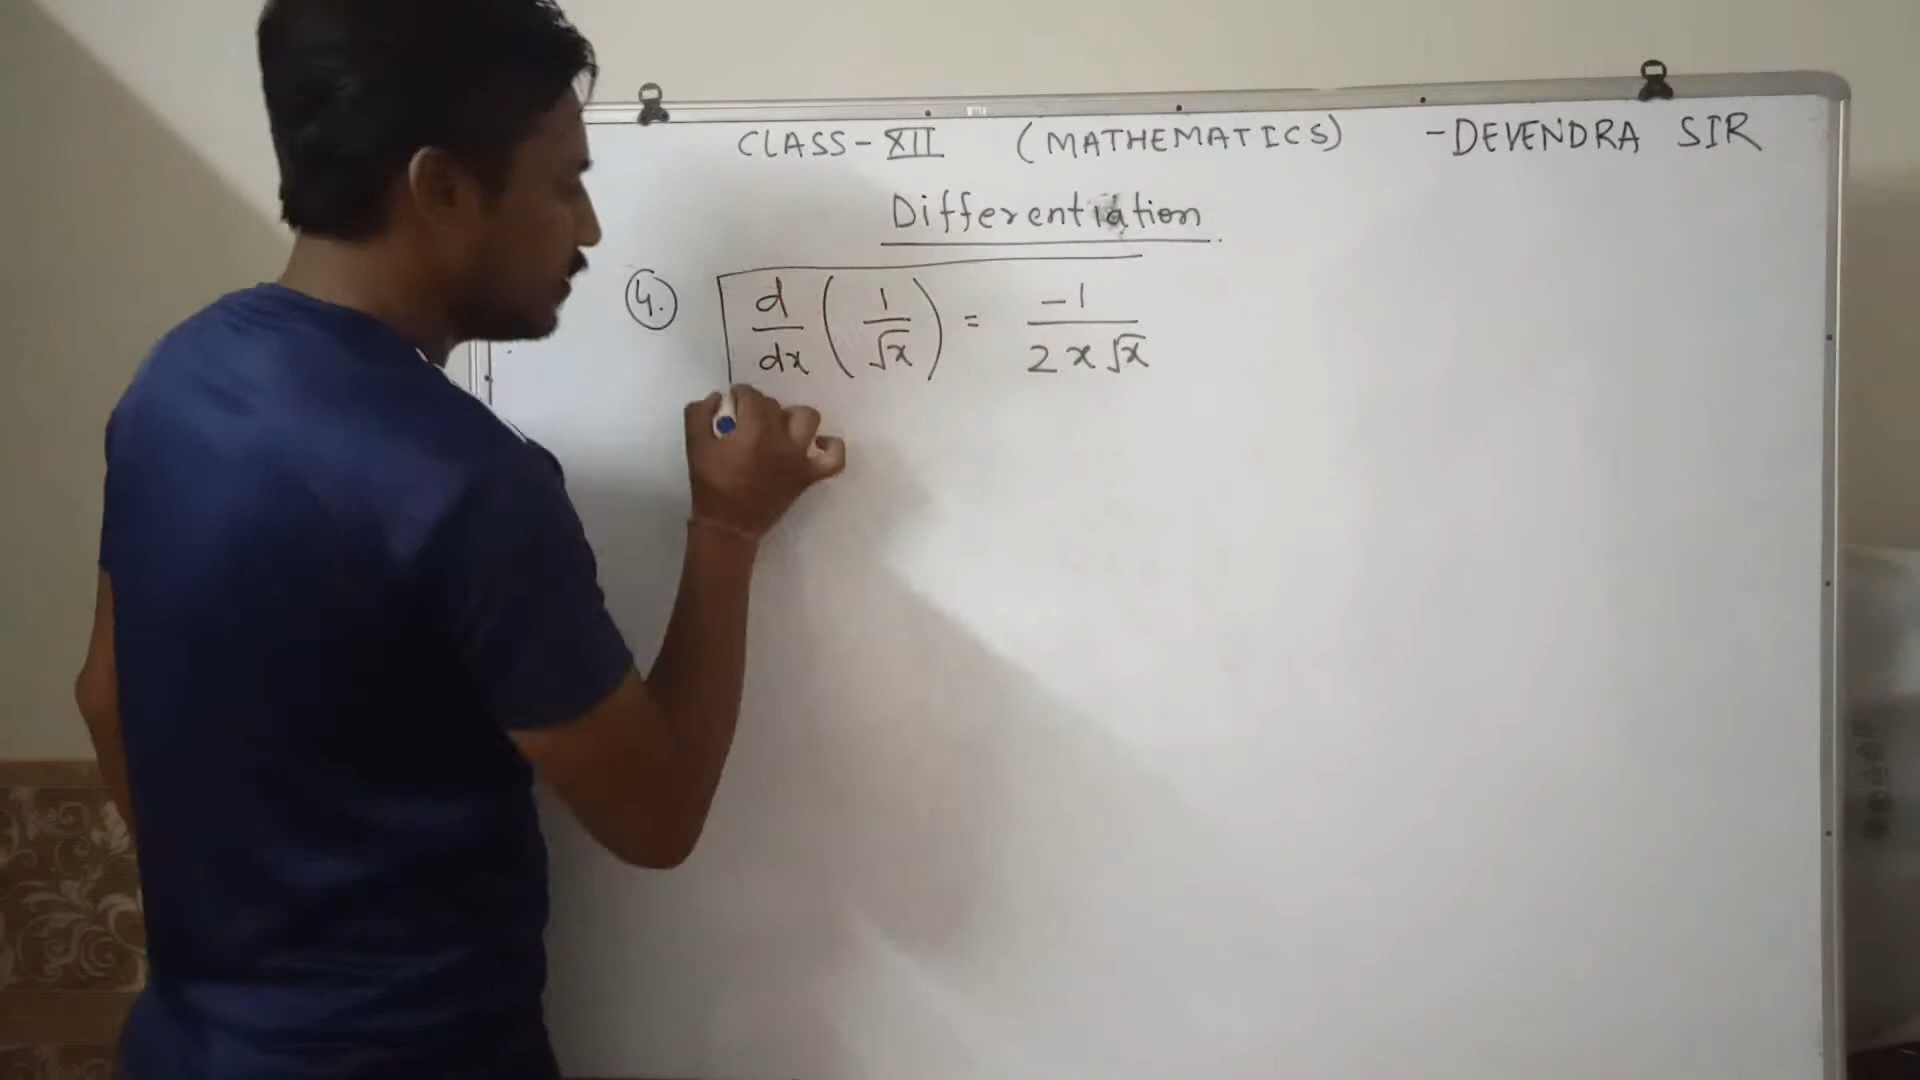 CLASS-XII (MATHEMATICS) -DEVENDRA SIR
Differentiation.
4. d/dx (1/√x) = -1/2x√x